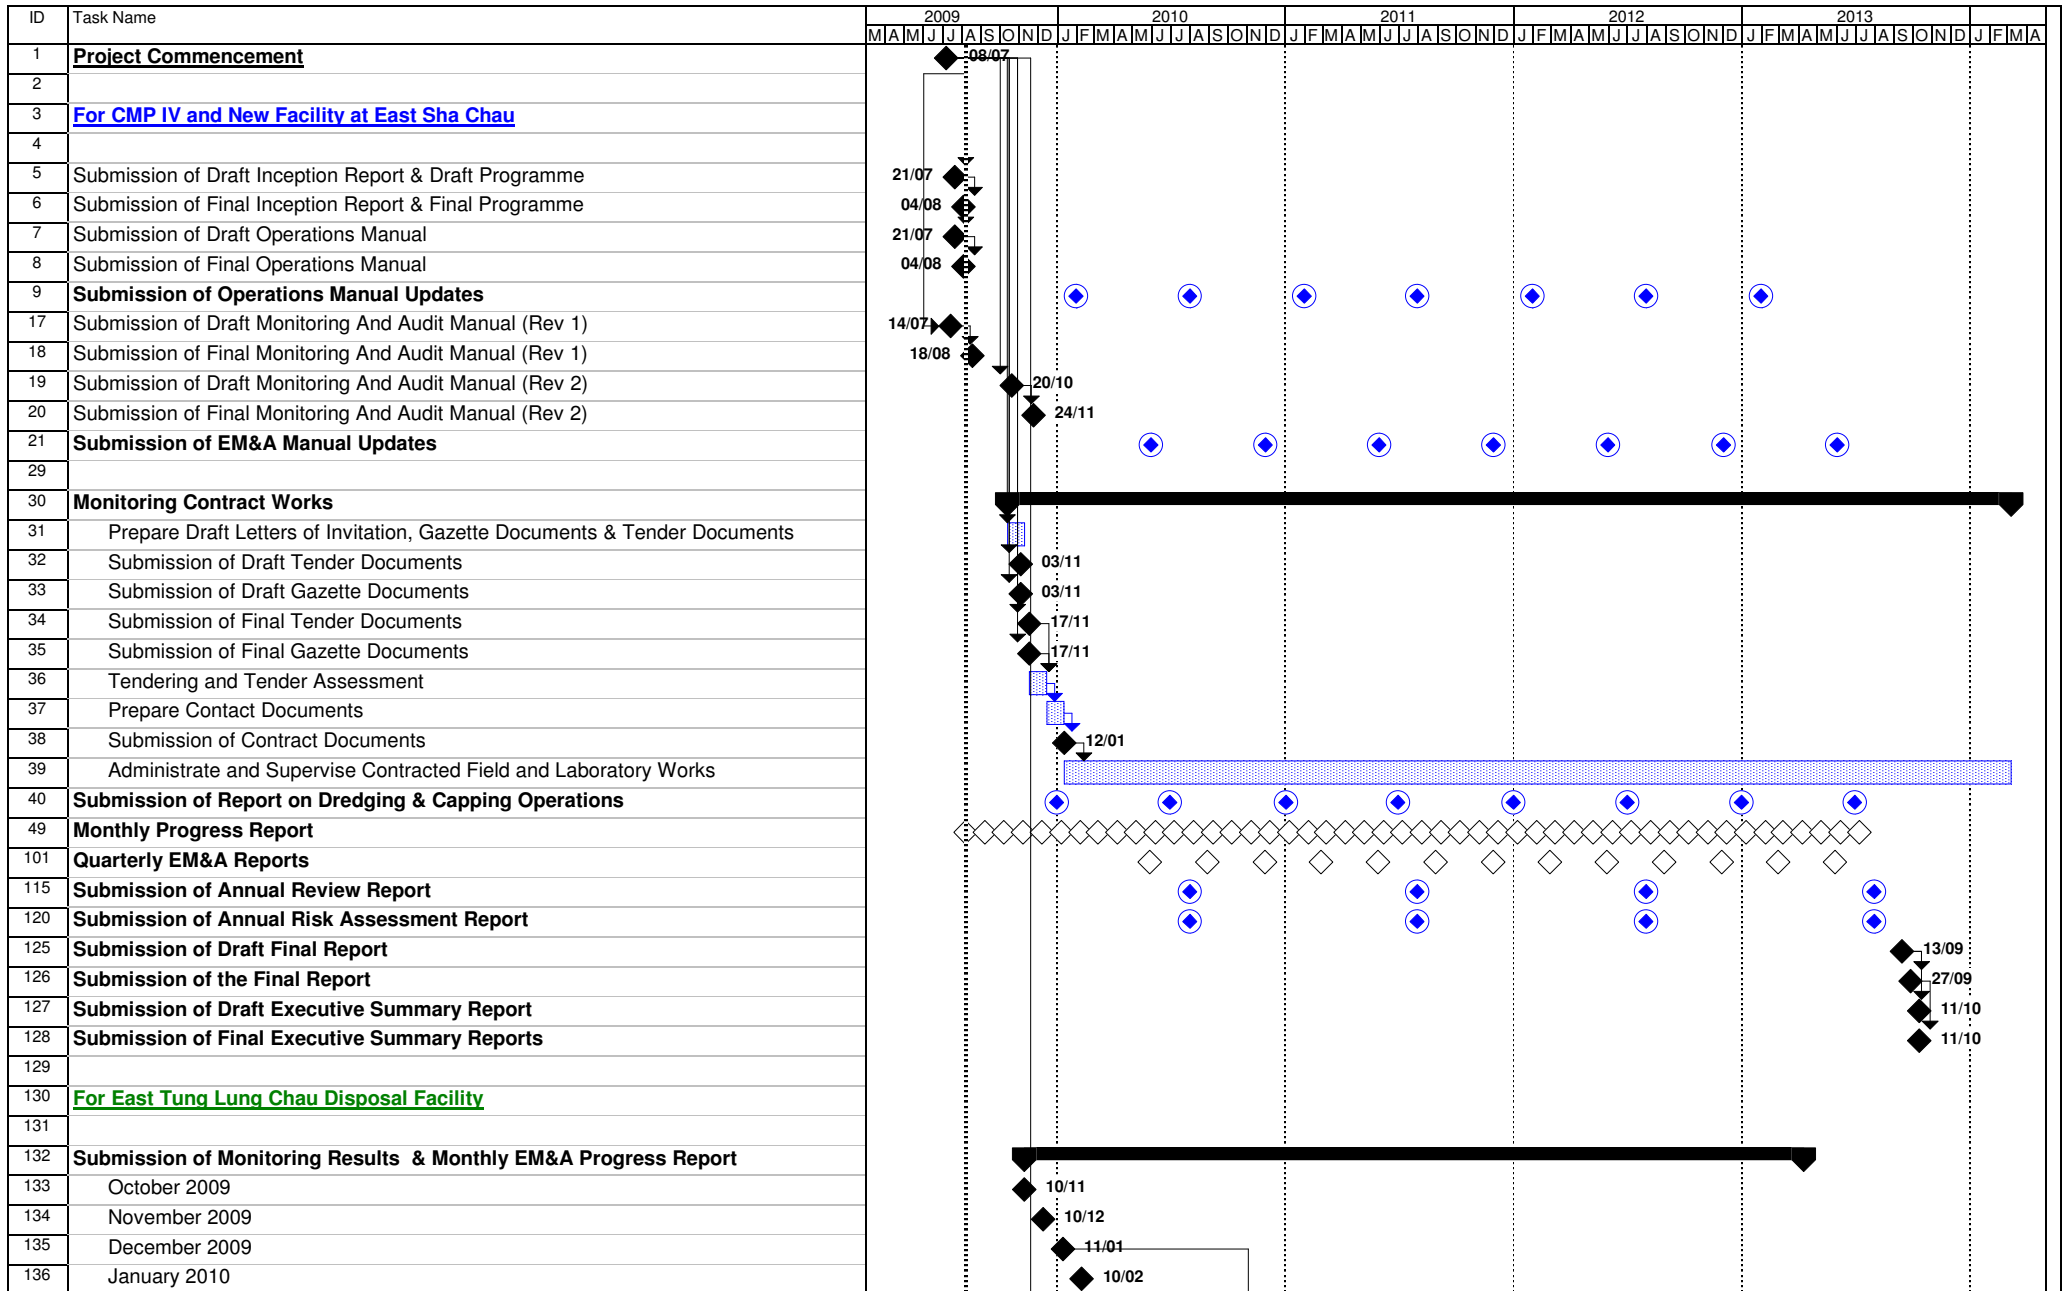 ID Task Name 2009 2010 2011 2012 2013
M A M J J A S O N D J F M A M J J A S O N D J F M A M J J A S O N D J F M A M J J A S O N D J F M A M J J A S O N D J F M A
1 Project Commencement 08/07
2
3 For CMP IV and New Facility at East Sha Chau
4
5 Submission of Draft Inception Report & Draft Programme 21/07
6 Submission of Final Inception Report & Final Programme 04/08
7 Submission of Draft Operations Manual 21/07
8 Submission of Final Operations Manual 04/08
9 Submission of Operations Manual Updates
17 Submission of Draft Monitoring And Audit Manual (Rev 1) 14/07
18 Submission of Final Monitoring And Audit Manual (Rev 1) 18/08
19 Submission of Draft Monitoring And Audit Manual (Rev 2) 20/10
20 Submission of Final Monitoring And Audit Manual (Rev 2) 24/11
21 Submission of EM&A Manual Updates
29
30 Monitoring Contract Works
31 Prepare Draft Letters of Invitation, Gazette Documents & Tender Documents
32 Submission of Draft Tender Documents 03/11
33 Submission of Draft Gazette Documents 03/11
34 Submission of Final Tender Documents 17/11
35 Submission of Final Gazette Documents 17/11
36 Tendering and Tender Assessment
37 Prepare Contact Documents
38 Submission of Contract Documents 12/01
39 Administrate and Supervise Contracted Field and Laboratory Works
40 Submission of Report on Dredging & Capping Operations
49 Monthly Progress Report
101 Quarterly EM&A Reports
115 Submission of Annual Review Report
120 Submission of Annual Risk Assessment Report
125 Submission of Draft Final Report 13/09
126 Submission of the Final Report 27/09
127 Submission of Draft Executive Summary Report 11/10
128 Submission of Final Executive Summary Reports 11/10
129
130 For East Tung Lung Chau Disposal Facility
131
132 Submission of Monitoring Results & Monthly EM&A Progress Report
133 October 2009 10/11
134 November 2009 10/12
135 December 2009 11/01
136 January 2010 10/02